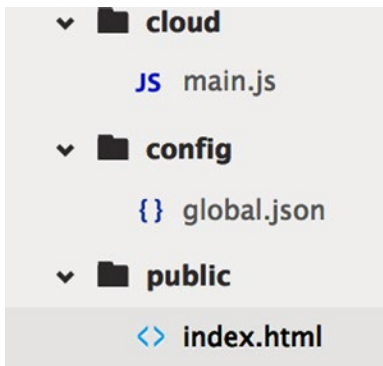 cloud
JS main.js
config
{} global.json
public
<> index.html